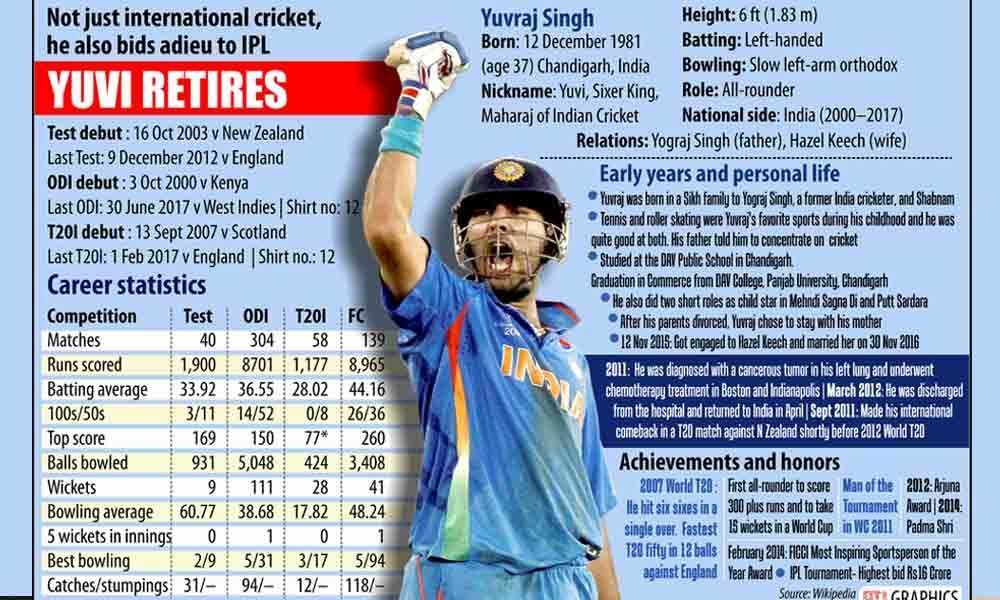 Not just international cricket,
he also bids adieu to IPL
YUVI RETIRES
Test debut : 16 Oct 2003 v New Zealand
Last Test: 9 December 2012 v England
ODI debut : 3 Oct 2000 v Kenya
Last ODI: 30 June 2017 v West Indies | Shirt no: 12
T20I debut : 13 Sept 2007 v Scotland
Last T20I: 1 Feb 2017 v England | Shirt no.: 12
Career statistics
Competition Test ODI T20I FC
Matches 40 304 58 139
Runs scored 1,900 8701 1,177 8,965
Batting average 33.92 36.55 28.02 44.16
100s/50s 3/11 14/52 0/8 26/36
Top score 169 150 77* 260
Balls bowled 931 5,048 424 3,408
Wickets 9 111 28 41
Bowling average 60.77 38.68 17.82 48.24
5 wickets in innings 0 1 0 1
Best bowling 2/9 5/31 3/17 5/94
Catches/stumpings 31/– 94/– 12/– 118/–
INDIA
Yuvraj Singh
Born: 12 December 1981
(age 37) Chandigarh, India
Nickname: Yuvi, Sixer King,
Maharaj of Indian Cricket
Height: 6 ft (1.83 m)
Batting: Left-handed
Bowling: Slow left-arm orthodox
Role: All-rounder
National side: India (2000–2017)
Relations: Yograj Singh (father), Hazel Keech (wife)
Early years and personal life
• Yuvraj was born in a Sikh family to Yograj Singh, a former India cricketer, and Shabnam
• Tennis and roller skating were Yuvraj's favorite sports during his childhood and he was
quite good at both. His father told him to concentrate on cricket
• Studied at the DAV Public School in Chandigarh.
Graduation in Commerce from DAV College, Panjab University, Chandigarh
• He also did two short roles as child star in Mehndi Sagna Di and Putt Sardara
• After his parents divorced, Yuvraj chose to stay with his mother
• 12 Nov 2015: Got engaged to Hazel Keech and married her on 30 Nov 2016
2011: He was diagnosed with a cancerous tumor in his left lung and underwent
chemotherapy treatment in Boston and Indianapolis | March 2012: He was discharged
from the hospital and returned to India in April | Sept 2011: Made his international
comeback in a T20 match against N Zealand shortly before 2012 World T20
Achievements and honors
2007 World T20 :
He hit six sixes in a
single over. Fastest
T20 fifty in 12 balls
against England
First all-rounder to score
300 plus runs and to take
15 wickets in a World Cup
Man of the
Tournament
in WC 2011
2012: Arjuna
Award | 2014:
Padma Shri
February 2014: FICCI Most Inspiring Sportsperson of the
Year Award • IPL Tournament- Highest bid Rs16 Crore
Source: Wikipedia
GRAPHICS